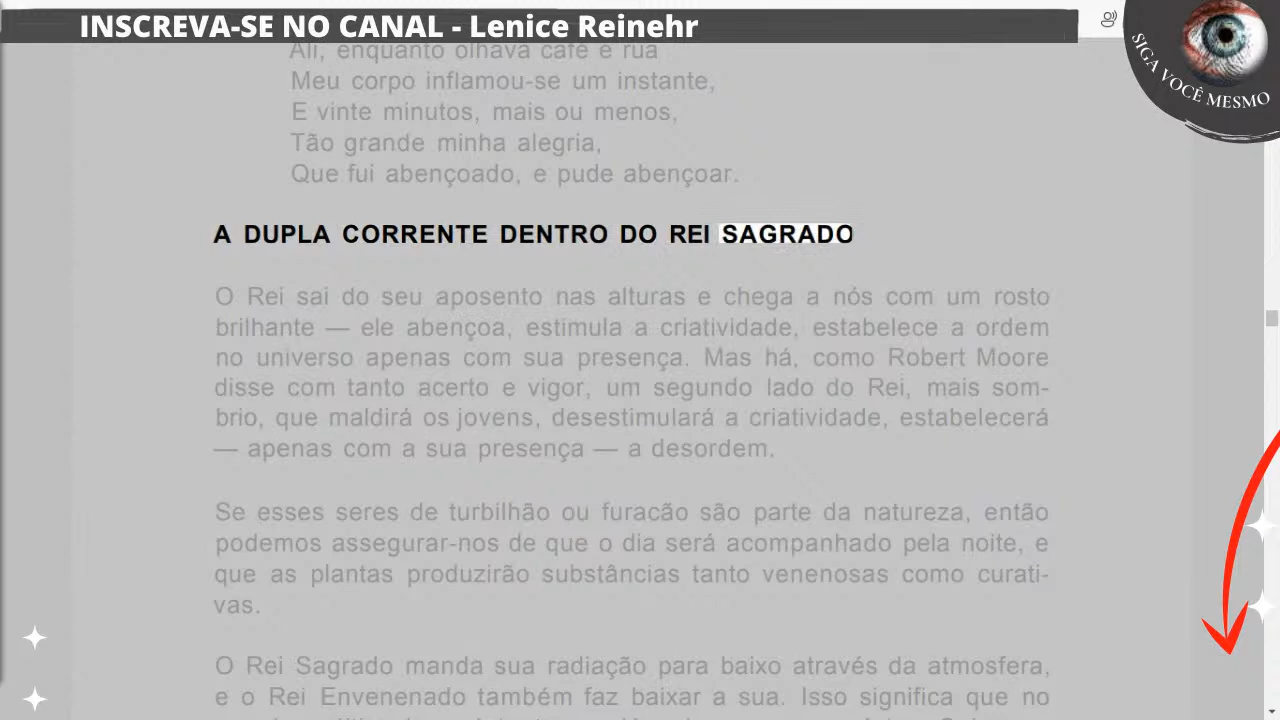 INSCREVA-SE NO CANAL - Lenice Reinehr
SIGA VOCÊ MESMO
Ali, enquanto olhava café e rua
Meu corpo inflamou-se um instante,
E vinte minutos, mais ou menos,
Tão grande minha alegria,
Que fui abençoado, e pude abençoar.
A DUPLA CORRENTE DENTRO DO REI SAGRADO
O Rei sai do seu aposento nas alturas e chega a nós com um rosto
brilhante — ele abençoa, estimula a criatividade, estabelece a ordem
no universo apenas com sua presença. Mas há, como Robert Moore
disse com tanto acerto e vigor, um segundo lado do Rei, mais som-
brio, que maldirá os jovens, desestimulará a criatividade, estabelecerá
— apenas com a sua presença — a desordem.
Se esses seres de turbilhão ou furacão são parte da natureza, então
podemos assegurar-nos de que o dia será acompanhado pela noite, e
que as plantas produzirão substâncias tanto venenosas como curati-
vas.
O Rei Sagrado manda sua radiação para baixo através da atmosfera,
e o Rei Envenenado também faz baixar a sua. Isso significa que no